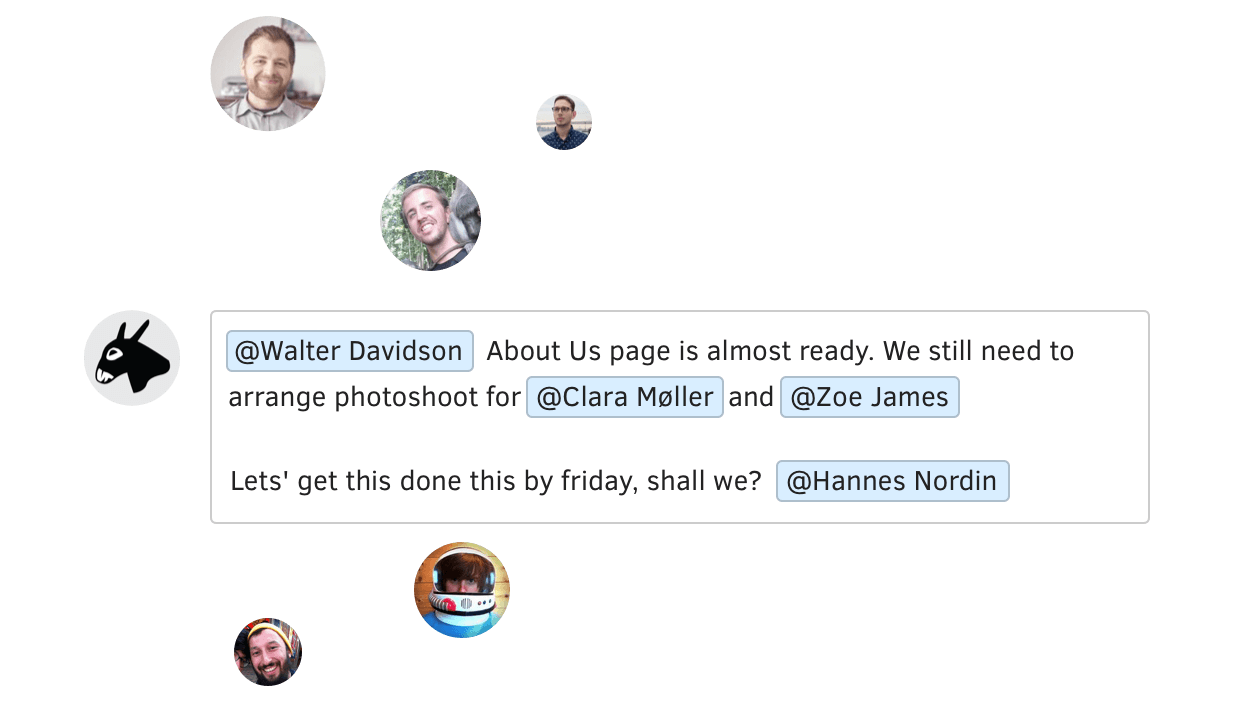 @Walter Davidson About Us page is almost ready. We still need to
arrange photoshoot for @Clara Møller and @Zoe James
Lets' get this done this by friday, shall we? @Hannes Nordin